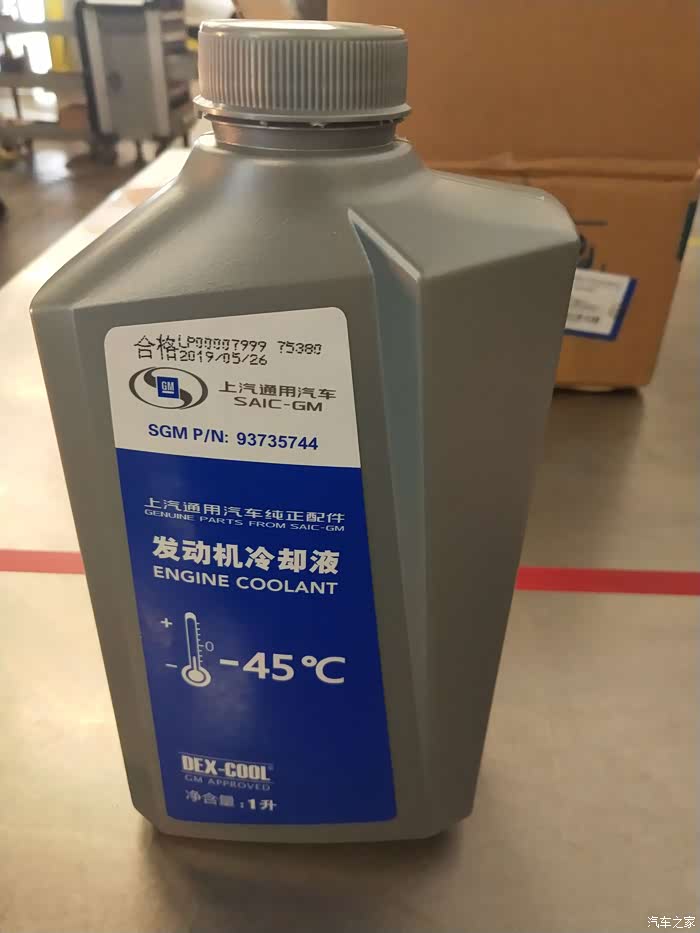 合格LP00007999 75380
2019/05/26
GM
上汽通用汽车
SAIC-GM
SGM P/N: 93735744
上汽通用汽车纯正配件
GENUINE PARTS FROM SAIC-GM
发动机冷却液
ENGINE COOLANT
+
0
- -45℃
DEX-COOL®
GM APPROVED
净含量:1升
汽车之家